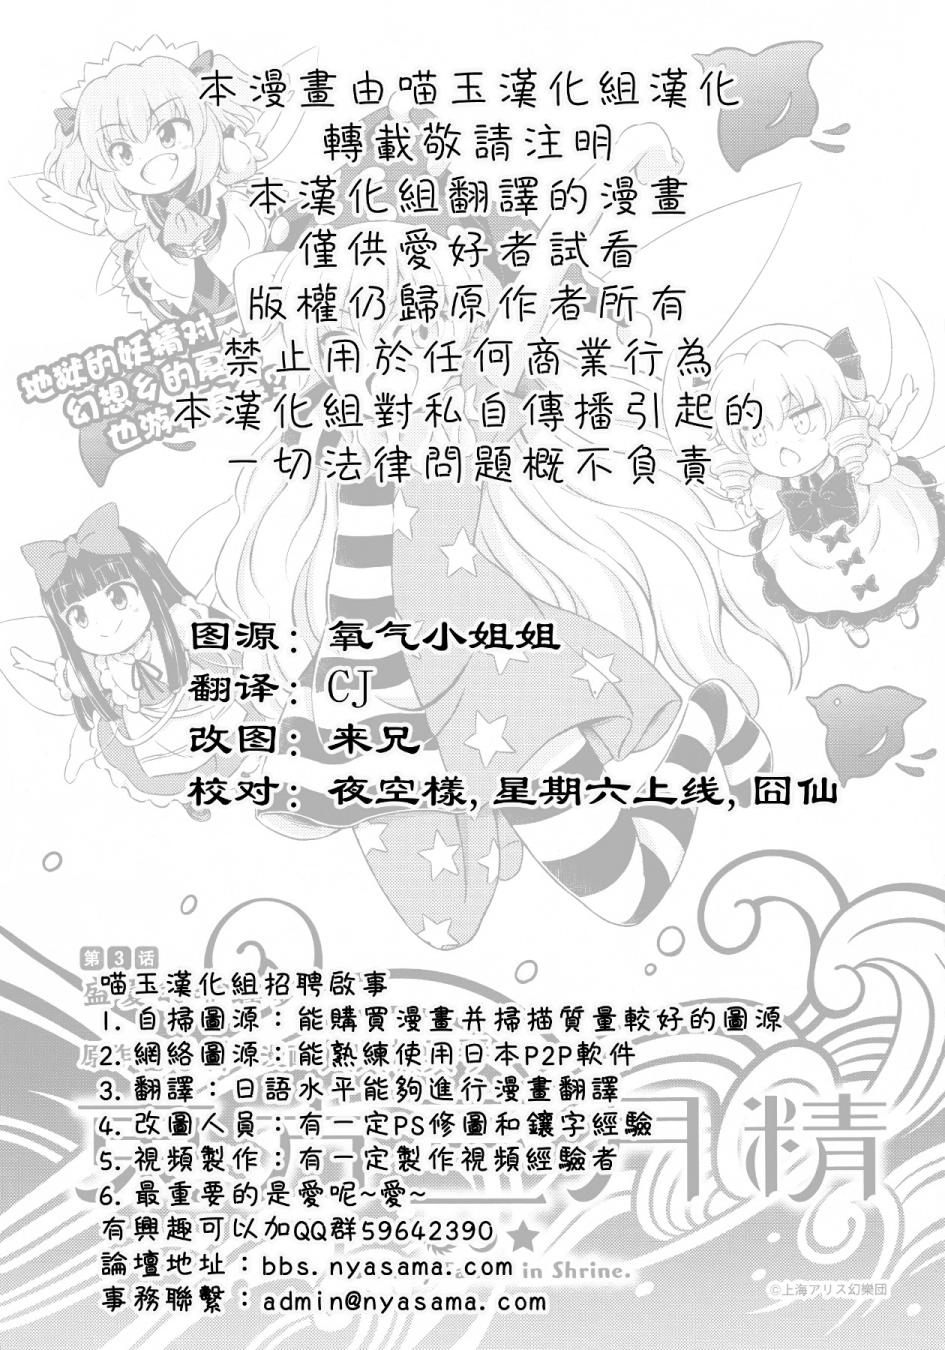 本漫畫由喵玉漢化組漢化
轉載敬請注明
本漢化組翻譯的漫畫
僅供愛好者試看
版權仍歸原作者所有
禁止用於任何商業行為
本漢化組對私自傳播引起的
一切法律問題概不負責
地狱的妖精对
幻想乡的夏
也
图源：氧气小姐姐
翻译：CJ
改图：来兄
校对：夜空樣,星期六上线,囧仙
第3话
喵玉漢化組招聘啟事
1. 自掃圖源：能購買漫畫并掃描質量較好的圖源
2. 網絡圖源：能熟練使用日本P2P軟件
3. 翻譯：日語水平能夠進行漫畫翻譯
4. 改圖人員：有一定PS修圖和鑲字經驗
5. 視頻製作：有一定製作視頻經驗者
6. 最重要的是愛呢~愛~
有興趣可以加QQ群59642390
論壇地址：bbs.nyasama.com
事務聯繫：admin@nyasama.com
月精
in Shrine.
©上海アリス幻樂団